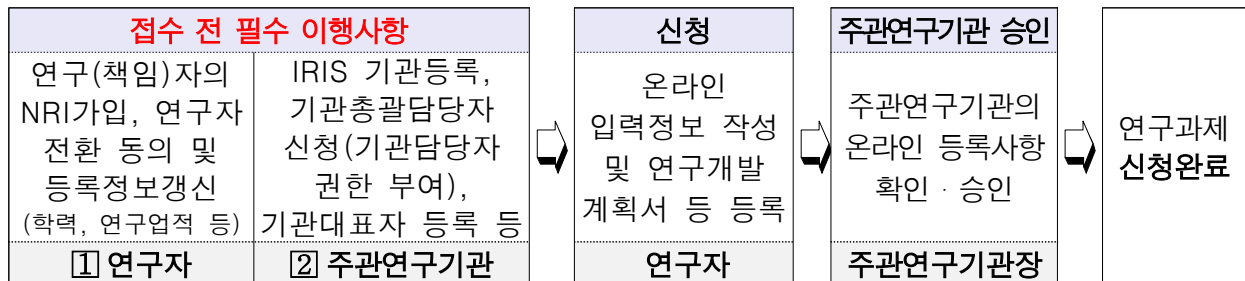 접수 전 필수 이행사항
연구(책임)자의
NRI가입, 연구자
전환 동의 및
등록정보갱신
(학력, 연구업적 등)
1 연구자
IRIS 기관등록,
기관총괄담당자
신청(기관담당자
권한 부여),
기관대표자 등록 등
2 주관연구기관
신청
온라인
입력정보 작성
및 연구개발
계획서 등 등록
연구자
주관연구기관 승인
주관연구기관의
온라인 등록사항
확인 · 승인
주관연구기관장
연구과제
신청완료